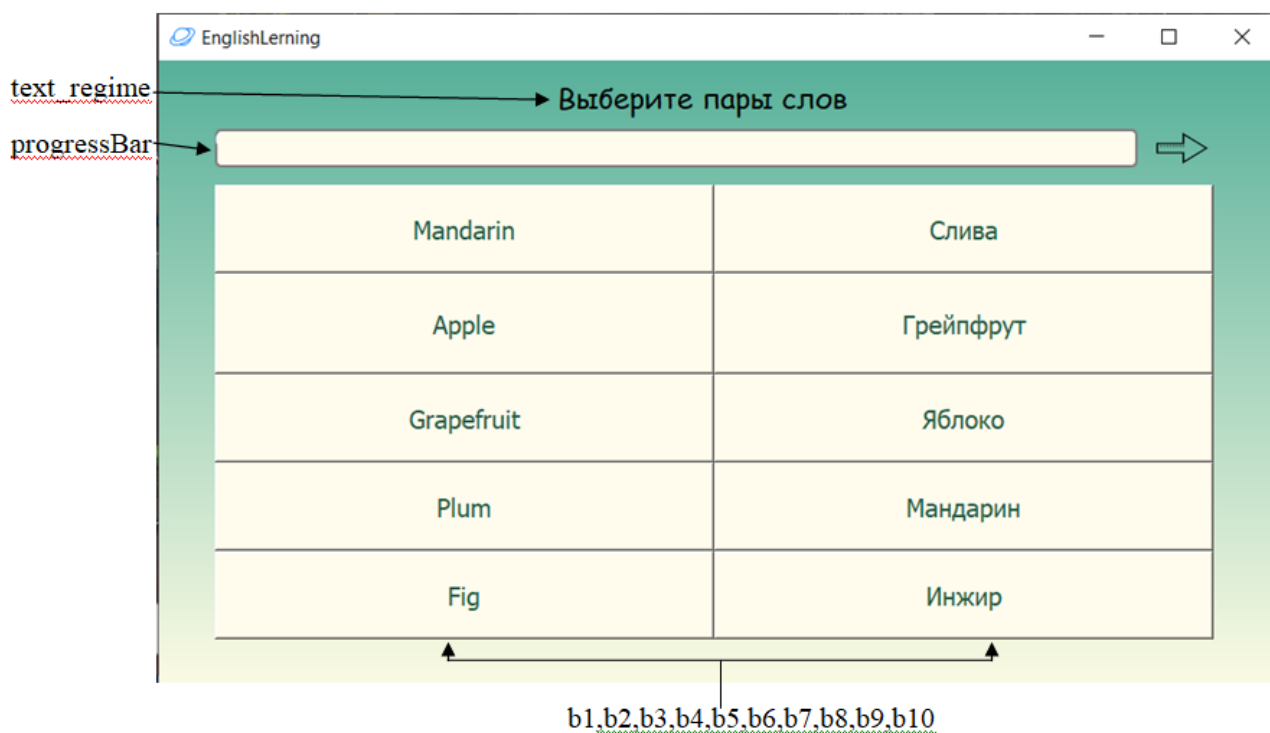 EnglishLerning
text_regime
Выберите пары слов
progressBar
Mandarin Слива
Apple Грейпфрут
Grapefruit Яблоко
Plum Мандарин
Fig Инжир
b1,b2,b3,b4,b5,b6,b7,b8,b9,b10